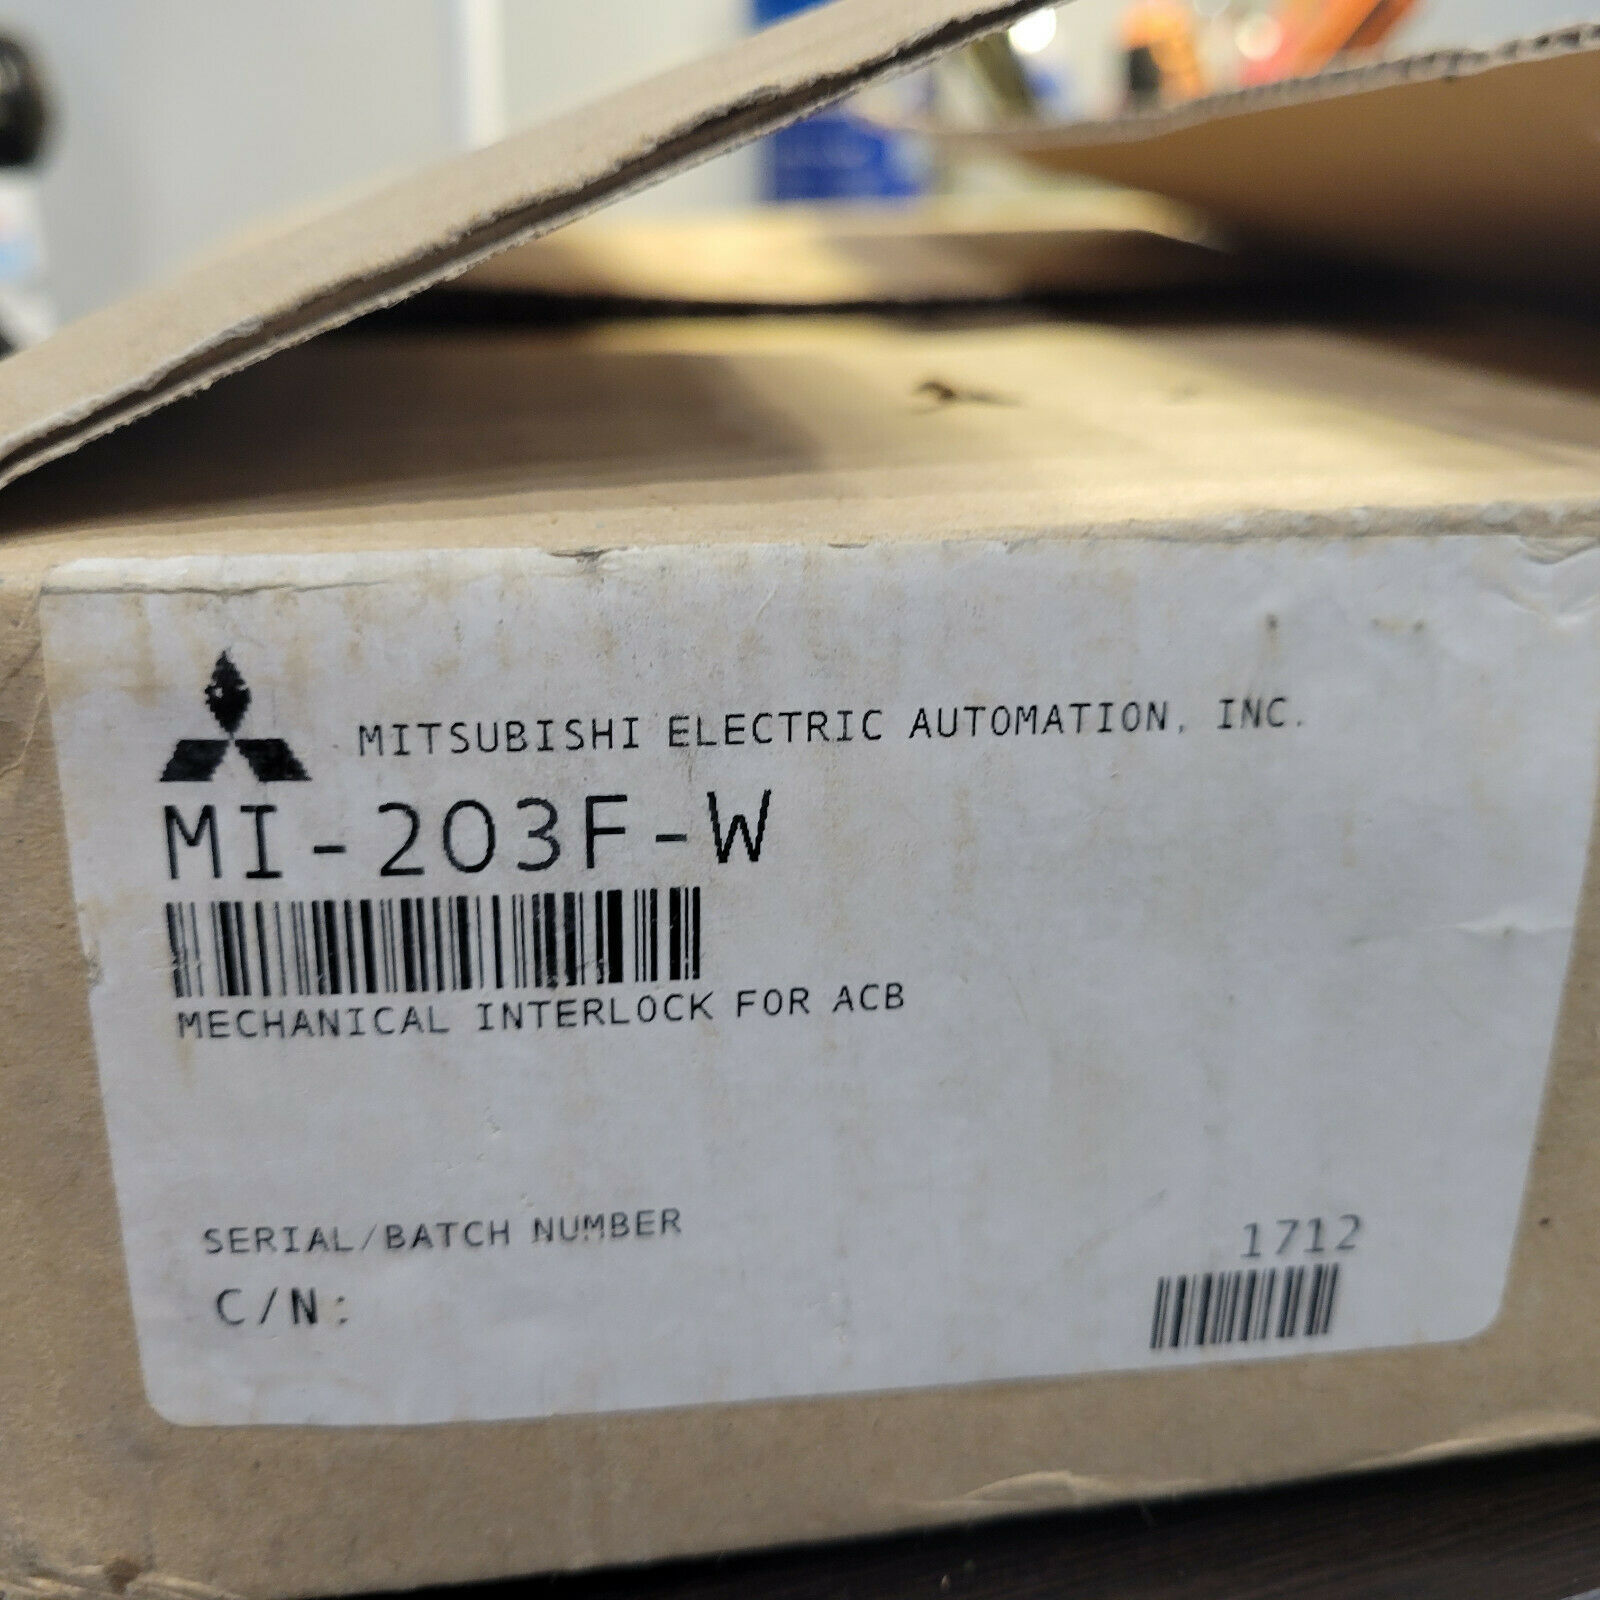 MITSUBISHI ELECTRIC AUTOMATION, INC.
MI-203F-W
MECHANICAL INTERLOCK FOR ACB
SERIAL/BATCH NUMBER
1712
C/N: